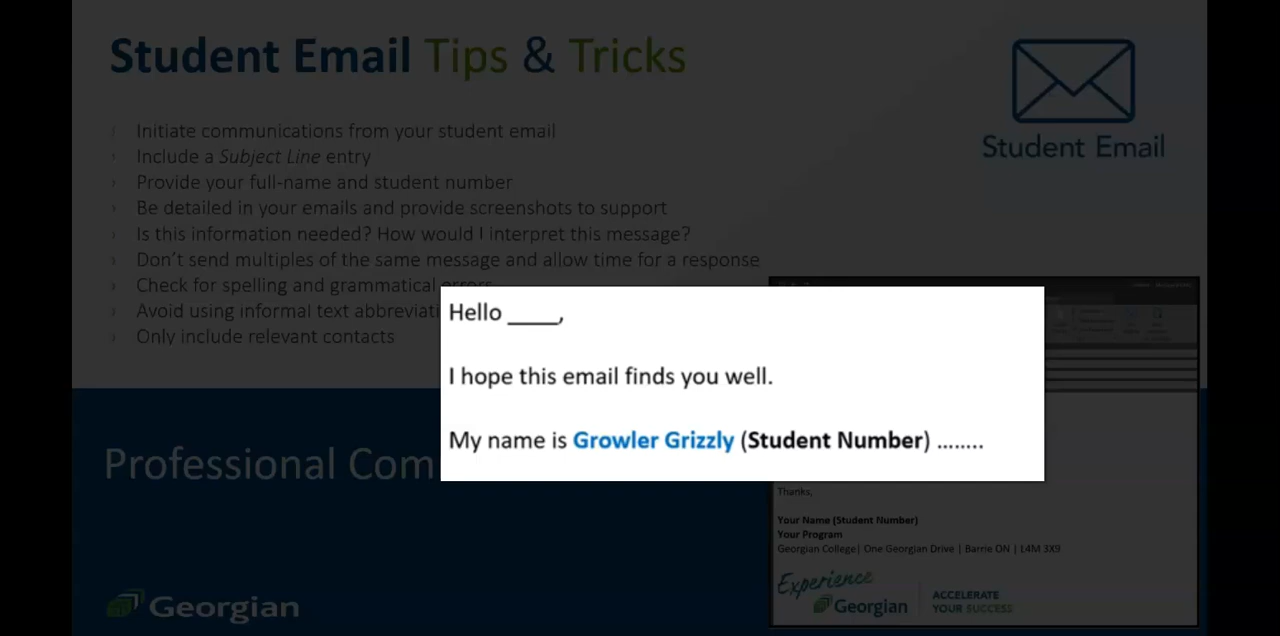 Student Email Tips & Tricks
Student Email
Initiate communications from your student email
Include a Subject Line entry
Provide your full-name and student number
Be detailed in your emails and provide screenshots to support
Is this information needed? How would I interpret this message?
Don't send multiples of the same message and allow time for a response
Check for spelling and grammatical errors
Avoid using informal text
Only include relevant contacts
Hello ____,
I hope this email finds you well.
My name is Growler Grizzly (Student Number) ........
Professional
Thanks,
Your Name (Student Number)
Your Program
Georgian College| One Georgian Drive | Barrie ON | L4M 3X9
Experience
Georgian
ACCELERATE
YOUR SUCCESS
Georgian